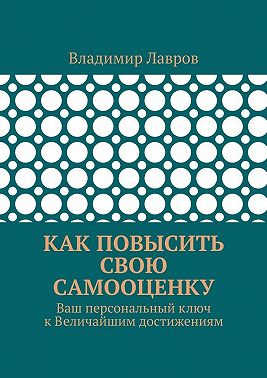 Владимир Лавров
КАК ПОВЫСИТЬ
СВОЮ
САМООЦЕНКУ
Ваш персональный ключ
к Величайшим достижениям